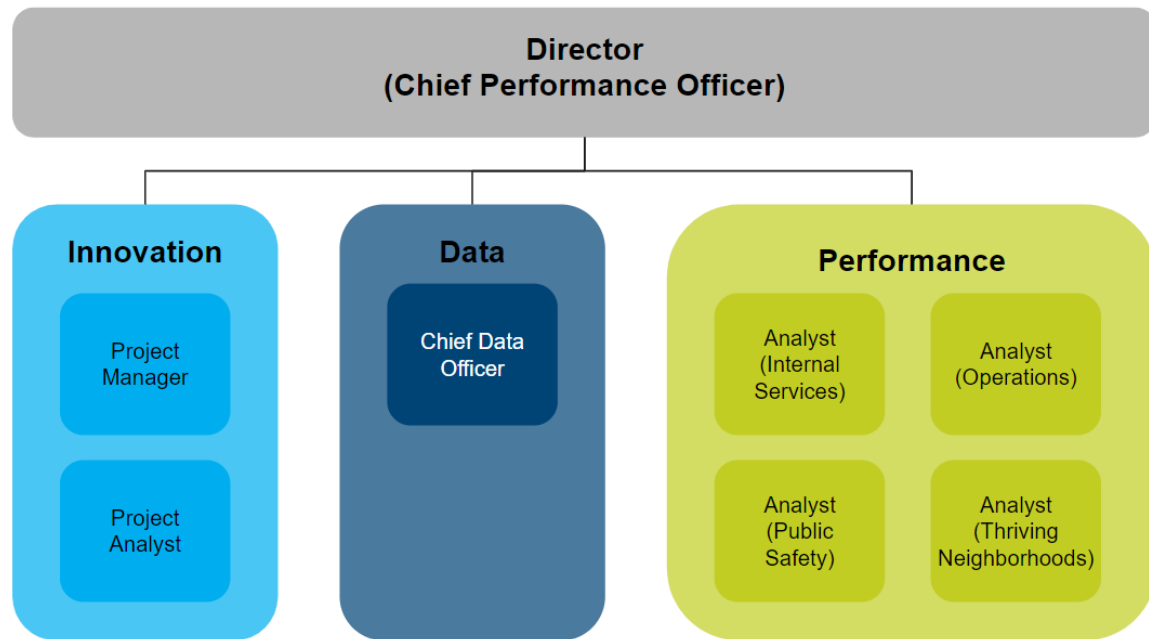 Director
(Chief Performance Officer)
Innovation
Project
Manager
Project
Analyst
Data
Chief Data
Officer
Performance
Analyst
(Internal
Services)
Analyst
(Operations)
Analyst
(Public
Safety)
Analyst
(Thriving
Neighborhoods)